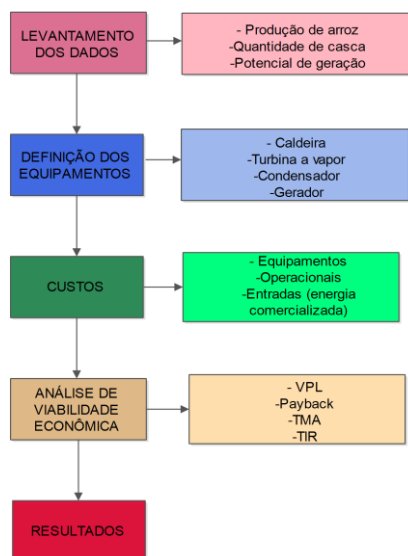 LEVANTAMENTO
DOS DADOS
- Produção de arroz
- Quantidade de casca
-Potencial de geração
DEFINIÇÃO DOS
EQUIPAMENTOS
- Caldeira
-Turbina a vapor
-Condensador
-Gerador
CUSTOS
- Equipamentos
-Operacionais
-Entradas (energia
comercializada)
ANÁLISE DE
VIABILIDADE
ECONÔMICA
- VPL
-Payback
-TMA
-TIR
RESULTADOS